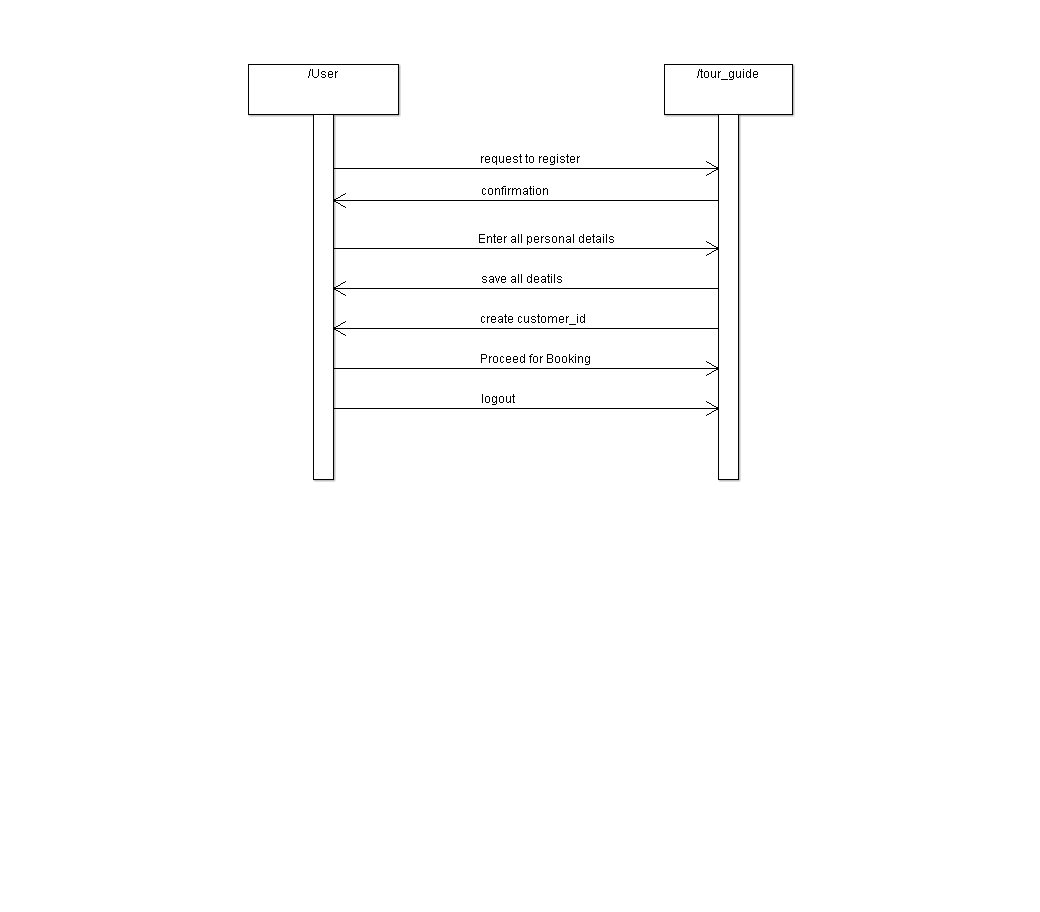 /User
/tour_guide
request to register
confirmation
Enter all personal details
save all deatils
create customer_id
Proceed for Booking
logout